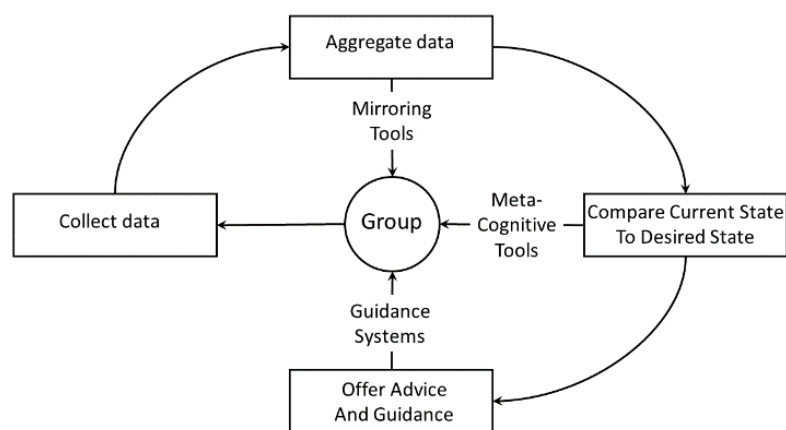 Aggregate data
Mirroring
Tools
Collect data
Group
Meta-
Cognitive
Tools
Compare Current State
To Desired State
Guidance
Systems
Offer Advice
And Guidance